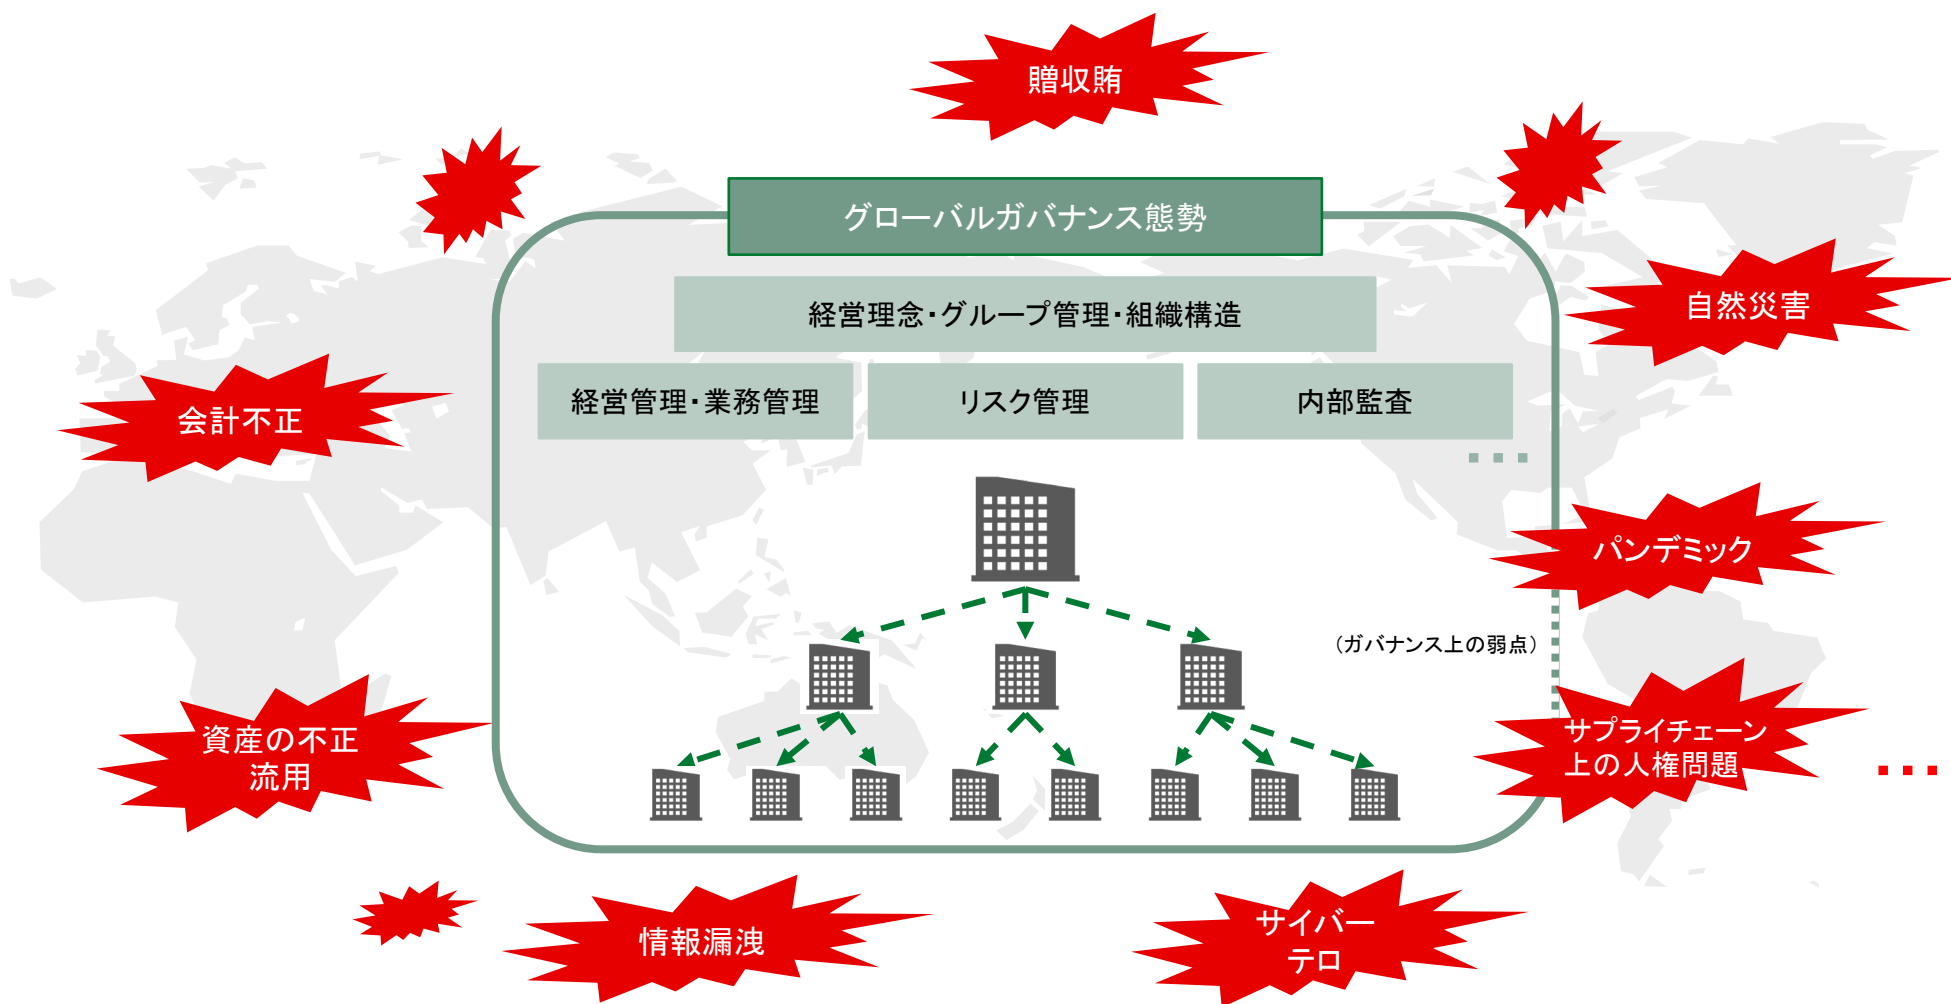 贈収賄
グローバルガバナンス態勢
自然災害
経営理念・グループ管理・組織構造
会計不正
経営管理・業務管理
リスク管理
内部監査
パンデミック
（ガバナンス上の弱点）
資産の不正
流用
サプライチェーン
上の人権問題
情報漏洩
サイバー
テロ